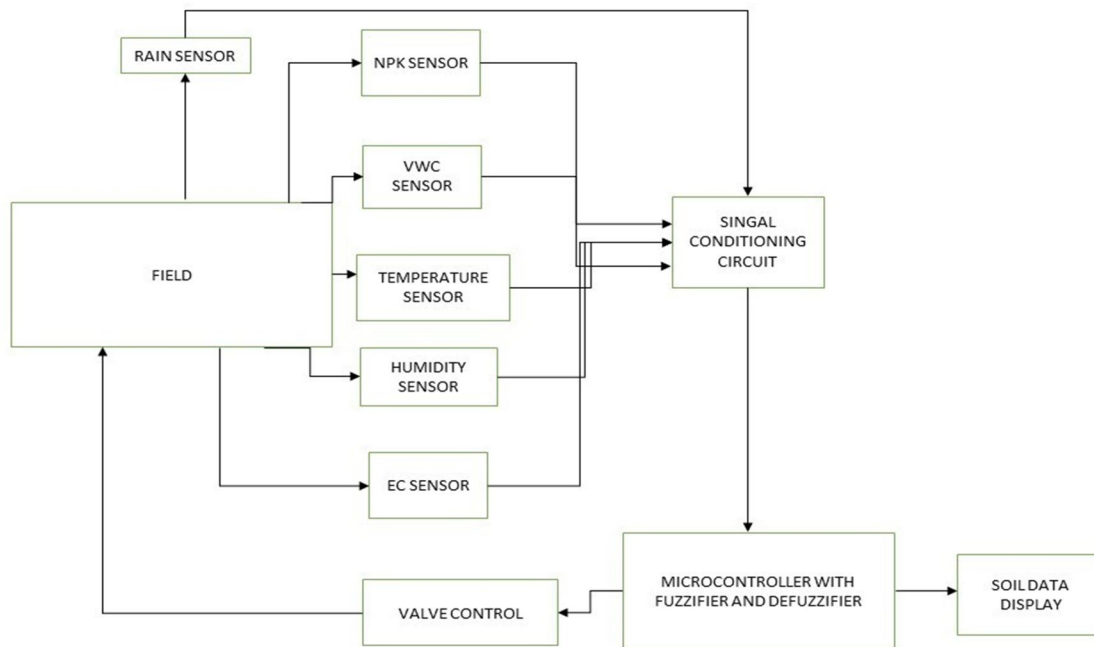 RAIN SENSOR
NPK SENSOR
VWC
SENSOR
SINGAL
CONDITIONING
CIRCUIT
FIELD
TEMPERATURE
SENSOR
HUMIDITY
SENSOR
EC SENSOR
MICROCONTROLLER WITH
FUZZIFIER AND DEFUZZIFIER
SOIL DATA
DISPLAY
VALVE CONTROL